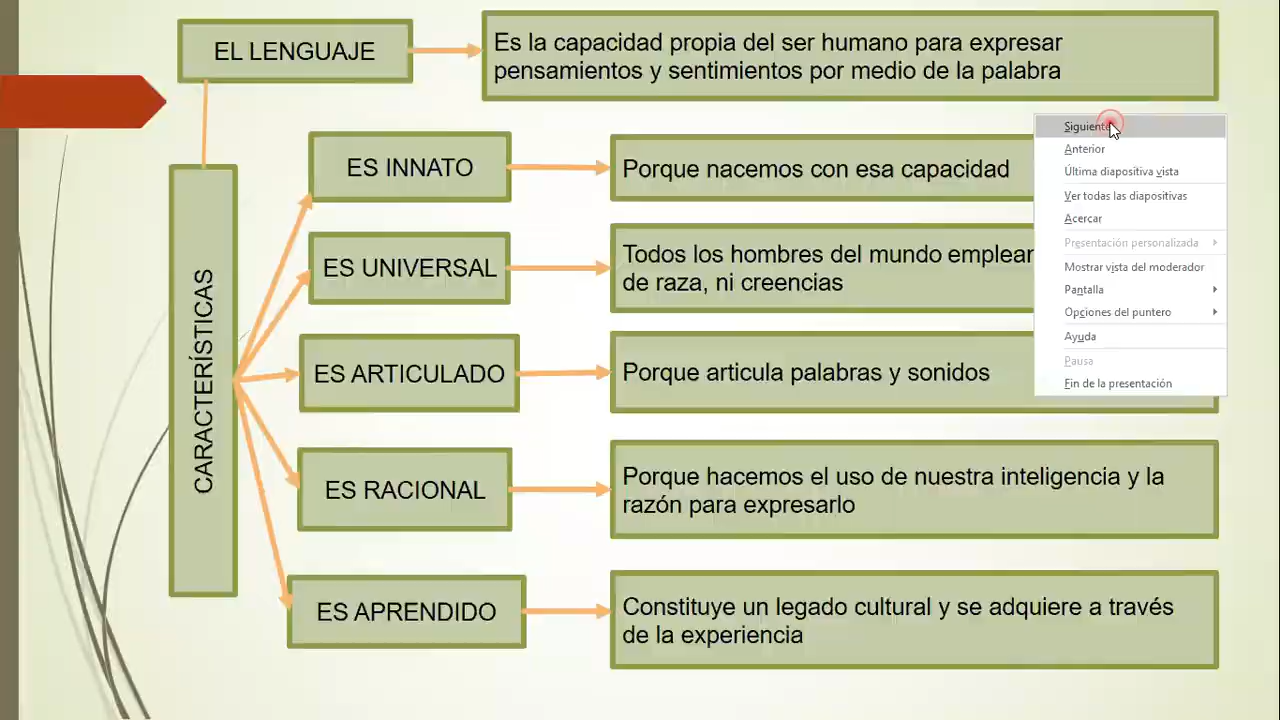 EL LENGUAJE
Es la capacidad propia del ser humano para expresar
pensamientos y sentimientos por medio de la palabra
CARACTERÍSTICAS
ES INNATO
Porque nacemos con esa capacidad
ES UNIVERSAL
Todos los hombres del mundo
de raza, ni creencias
ES ARTICULADO
Porque articula palabras y sonidos
ES RACIONAL
Porque hacemos el uso de nuestra inteligencia y la
razón para expresarlo
ES APRENDIDO
Constituye un legado cultural y se adquiere a través
de la experiencia
Siguiente
Anterior
Última diapositiva vista
Ver todas las diapositivas
Acercar
Presentación personalizada
Mostrar vista del moderador
Pantalla
Opciones del puntero
Ayuda
Pausa
Fin de la presentación